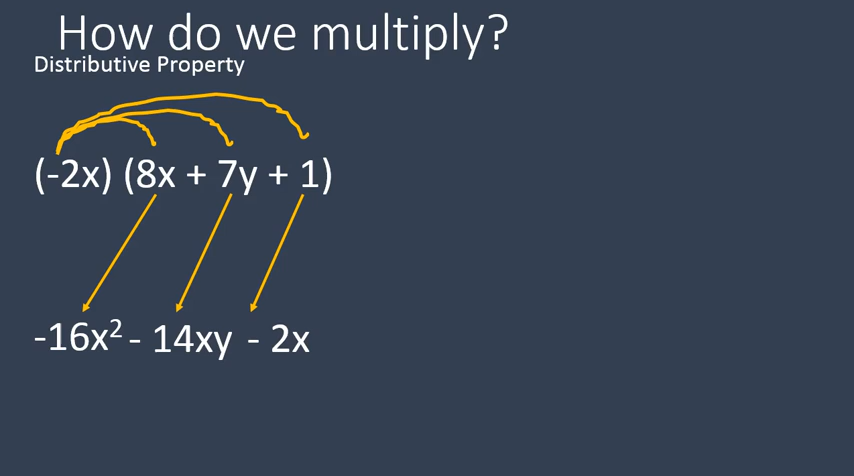 How do we multiply?
Distributive Property
(-2x) (8x + 7y + 1)
-16x² - 14xy - 2x